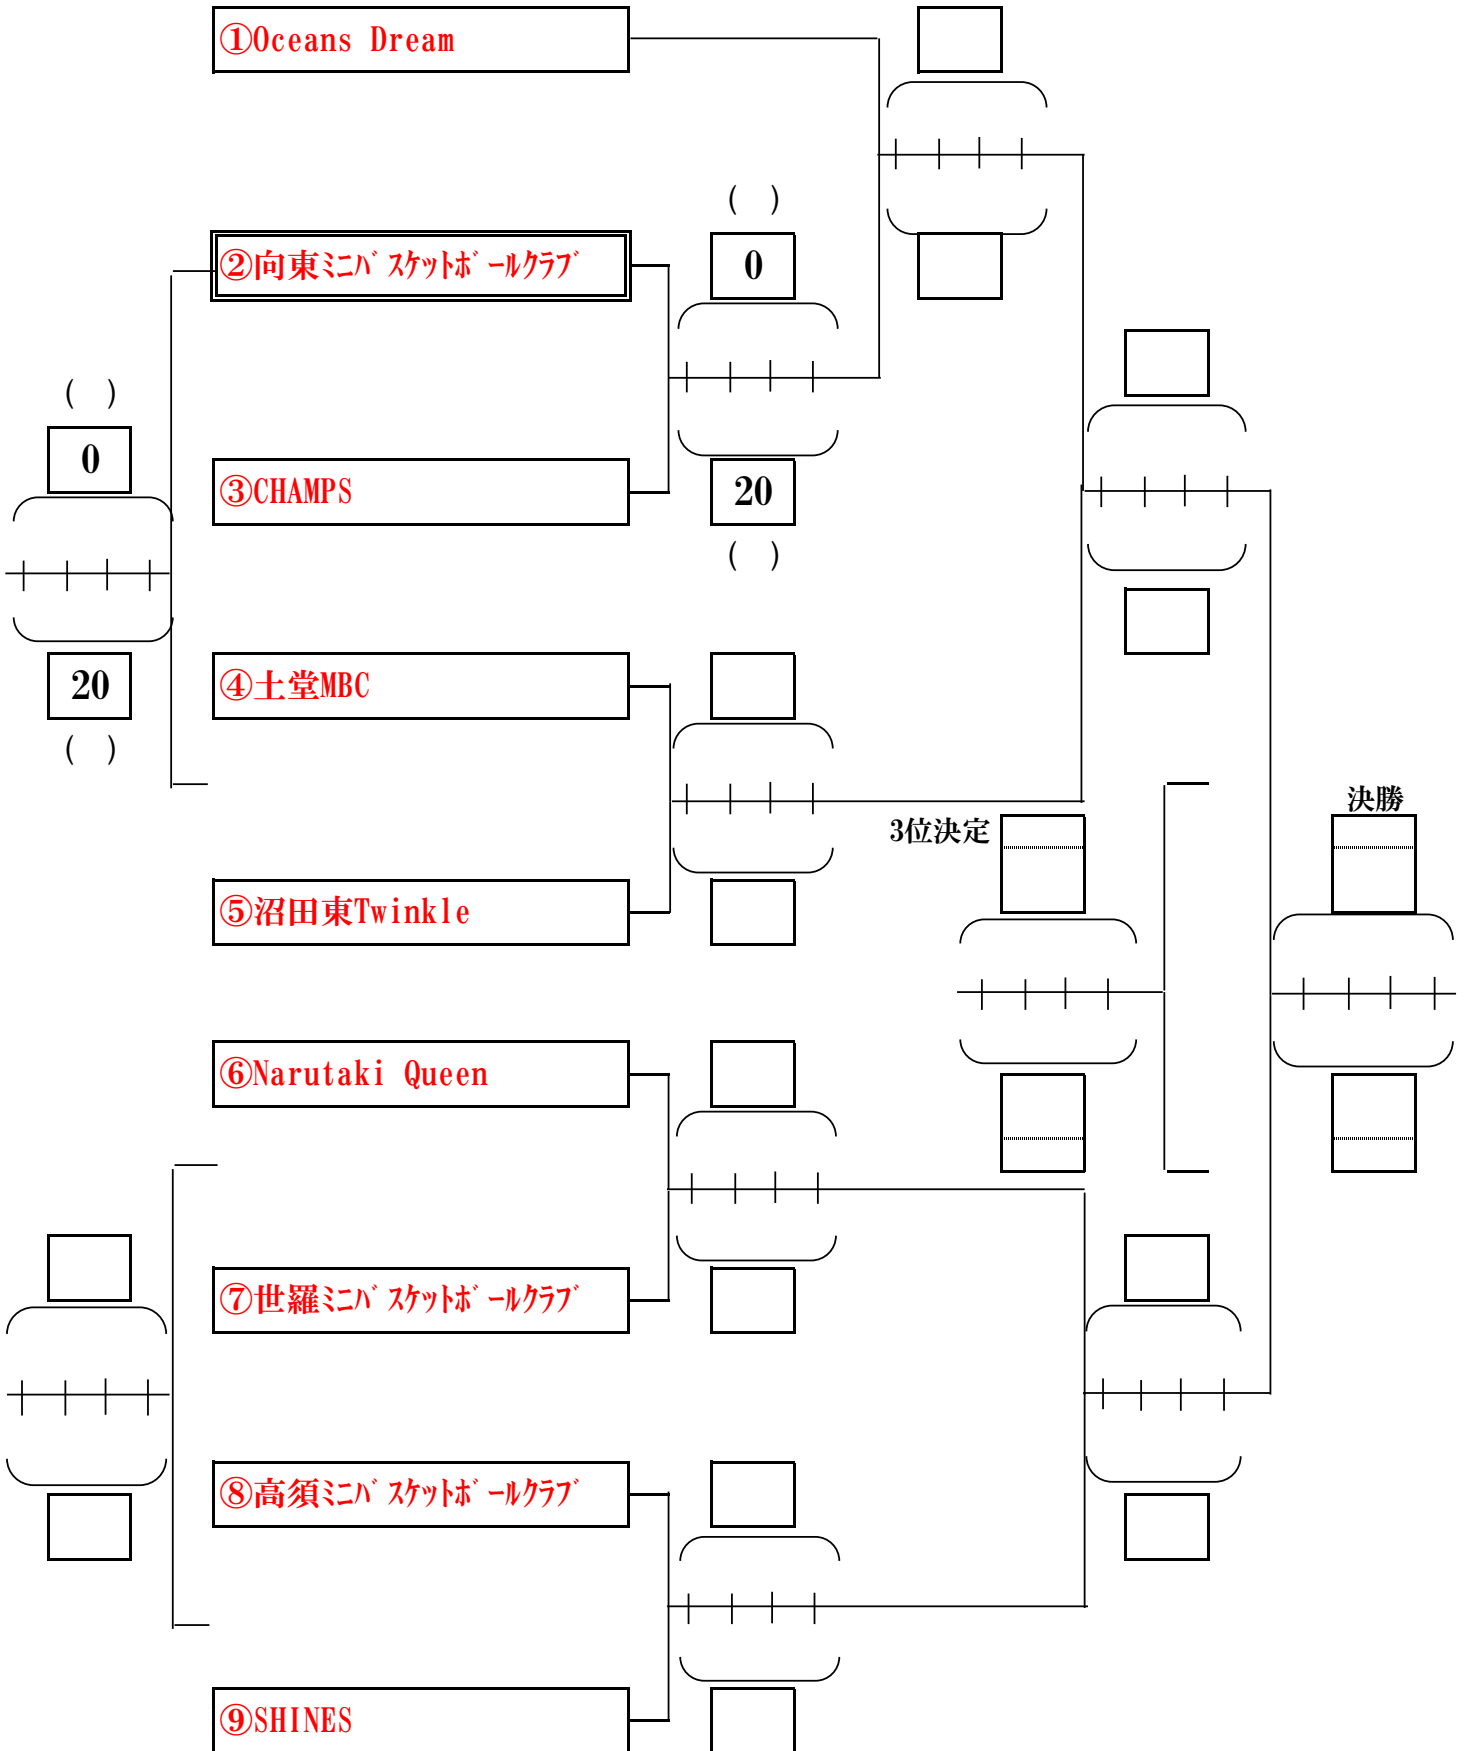 ①Oceans Dream
( )
②向東ﾐﾆﾊﾞｽｹｯﾄﾎﾞｰﾙｸﾗﾌﾞ
0
( )
0
③CHAMPS
20
( )
④土堂MBC
20
( )
決勝
3位決定
⑤沼田東Twinkle
⑥Narutaki Queen
⑦世羅ﾐﾆﾊﾞｽｹｯﾄﾎﾞｰﾙｸﾗﾌﾞ
⑧高須ﾐﾆﾊﾞｽｹｯﾄﾎﾞｰﾙｸﾗﾌﾞ
⑨SHINES